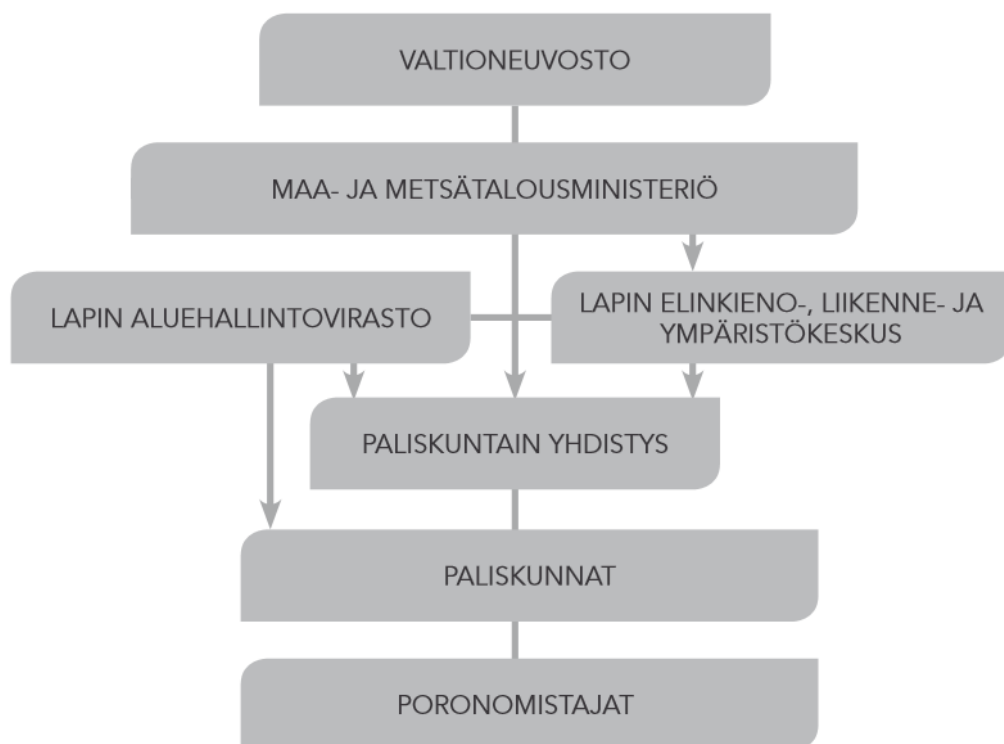 VALTIONEUVOSTO
MAA- JA METSÄTALOUSMINISTERIÖ
LAPIN ALUEHALLINTOVIRASTO
LAPIN ELINKIENO-, LIIKENNE- JA
YMPÄRISTÖKESKUS
PALISKUNTAIN YHDISTYS
PALISKUNNAT
PORONOMISTAJAT